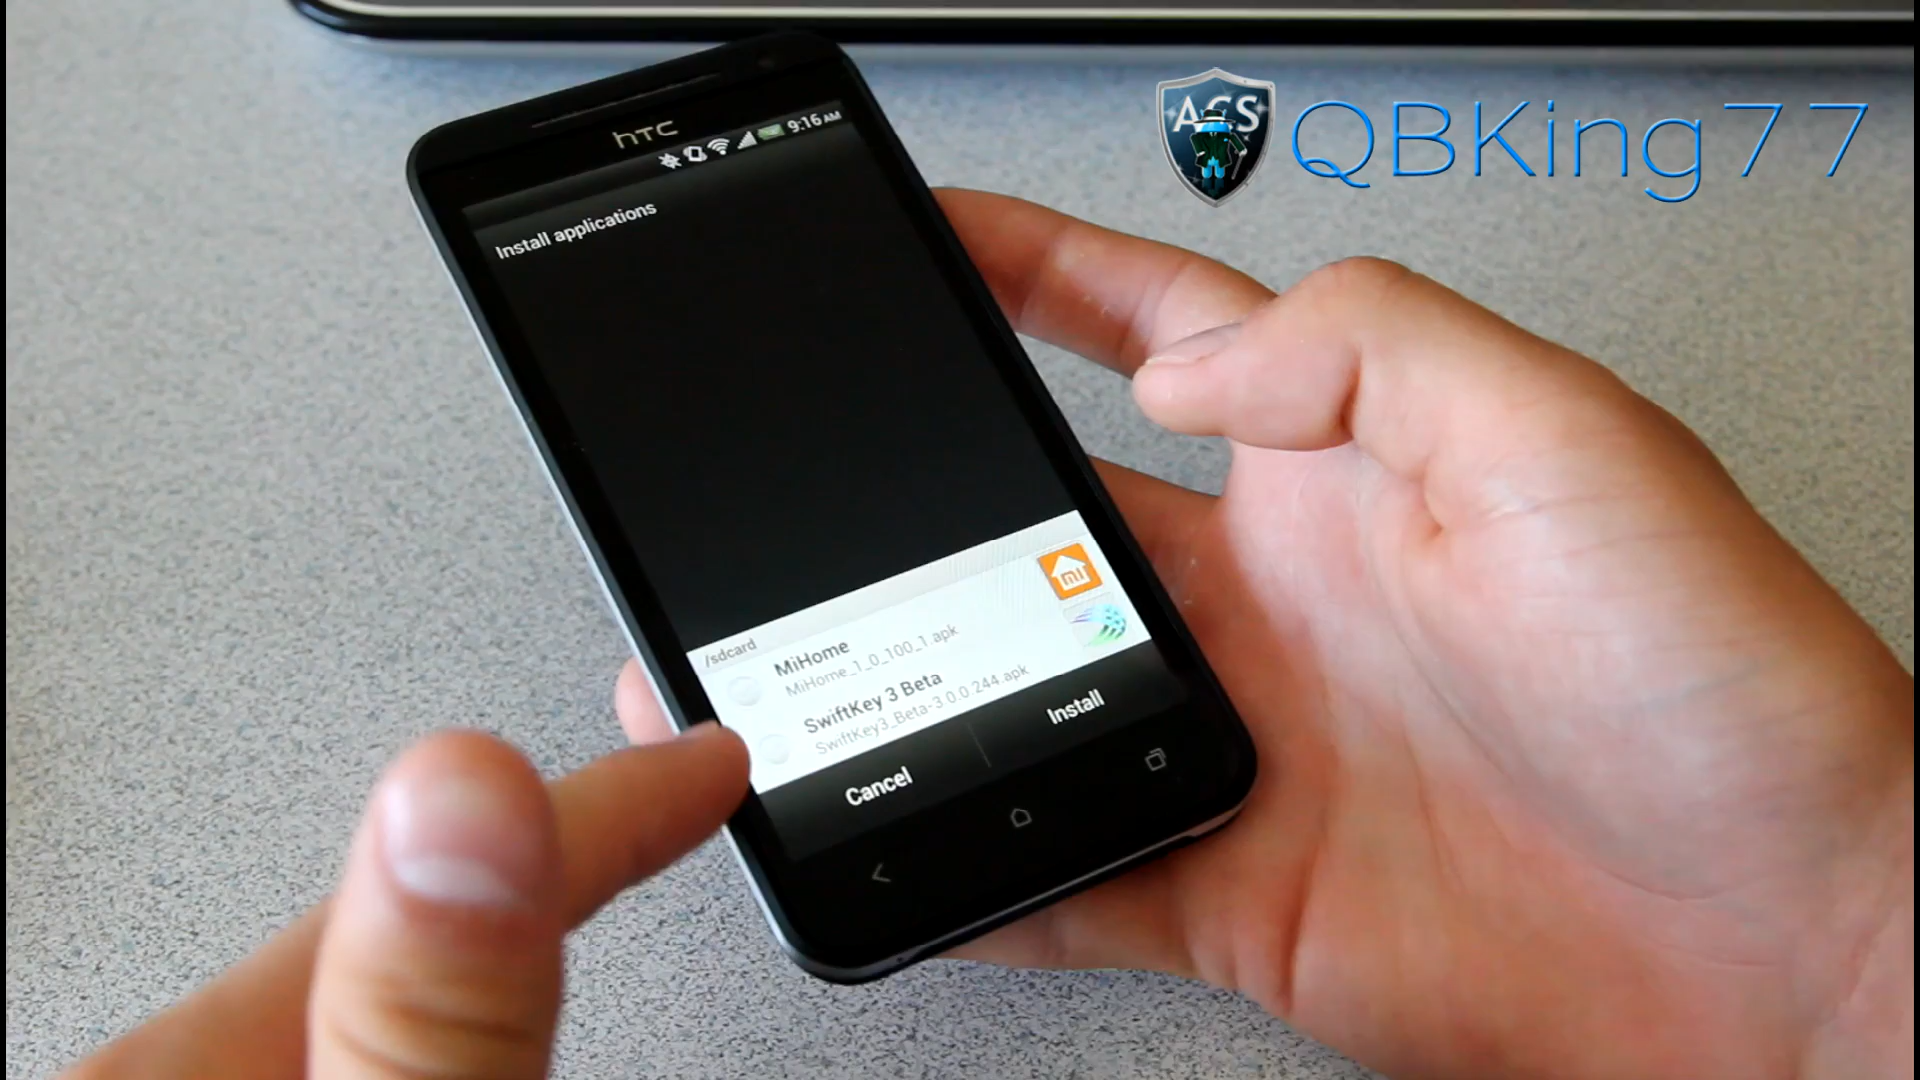 ACS QBKing77
hTC
9:16 AM
Install applications
/sdcard
MiHome
MiHome_1_0_100_1.apk
SwiftKey 3 Beta
SwiftKey3_Beta-3.0.0.244.apk
Cancel
Install